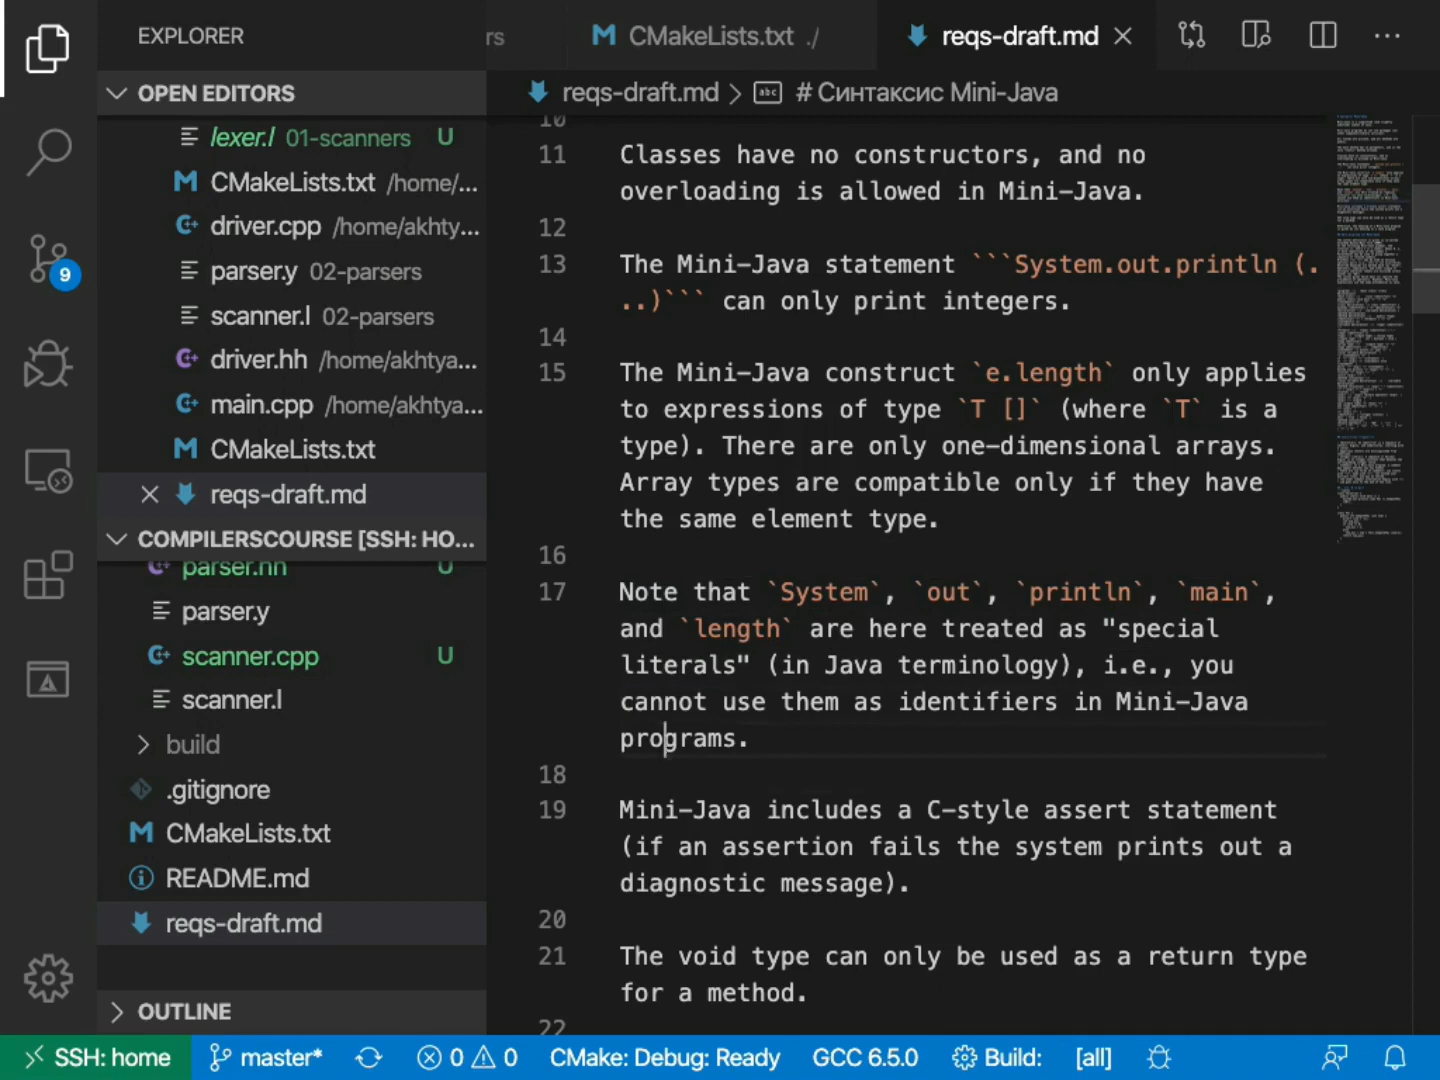 EXPLORER
rs
CMakeLists.txt ./
reqs-draft.md
OPEN EDITORS
reqs-draft.md > # Синтаксис Mini-Java
lexer.l 01-scanners U
CMakeLists.txt /home/...
driver.cpp /home/akhty...
parser.y 02-parsers
scanner.l 02-parsers
driver.hh /home/akhtya...
main.cpp /home/akhtya...
CMakeLists.txt
reqs-draft.md
COMPILERSCOURSE [SSH: HO...
parser.hh U
parser.y
scanner.cpp U
scanner.l
build
.gitignore
CMakeLists.txt
README.md
reqs-draft.md
OUTLINE
9
10
11 Classes have no constructors, and no
overloading is allowed in Mini-Java.
12
13 The Mini-Java statement ```System.out.println (.
..)``` can only print integers.
14
15 The Mini-Java construct `e.length` only applies
to expressions of type `T []` (where `T` is a
type). There are only one-dimensional arrays.
Array types are compatible only if they have
the same element type.
16
17 Note that `System`, `out`, `println`, `main`,
and `length` are here treated as "special
literals" (in Java terminology), i.e., you
cannot use them as identifiers in Mini-Java
programs.
18
19 Mini-Java includes a C-style assert statement
(if an assertion fails the system prints out a
diagnostic message).
20
21 The void type can only be used as a return type
for a method.
22
SSH: home master* 0 0 CMake: Debug: Ready GCC 6.5.0 Build: [all]